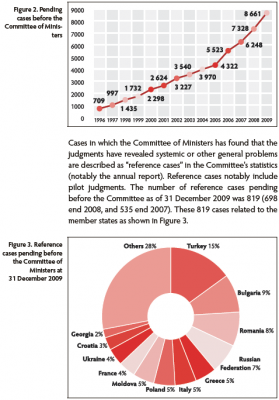 Figure 2. Pending
cases before the
Committee of Minis-
ters
9000
8000
7000
6000
5000
4000
3000
2000
1000
0
709
997
1 435
1 732
2 298
2 624
3 227
3 540
3 970
4 322
5 523
6 248
7 328
8 661
1996 1997 1998 1999 2000 2001 2002 2003 2004 2005 2006 2007 2008 2009
Cases in which the Committee of Ministers has found that the
judgments have revealed systemic or other general problems
are described as “reference cases” in the Committee’s statistics
(notably the annual report). Reference cases notably include
pilot judgments. The number of reference cases pending
before the Committee as of 31 December 2009 was 819 (698
end 2008, and 535 end 2007). These 819 cases related to the
member states as shown in Figure 3.
Figure 3. Reference
cases pending before
the Committee of
Ministers at
31 December 2009
Others 28%
Turkey 15%
Bulgaria 9%
Romania 8%
Russian
Federation 7%
Greece 5%
Italy 5%
Poland 5%
Moldova 5%
France 4%
Ukraine 4%
Croatia 3%
Georgia 2%